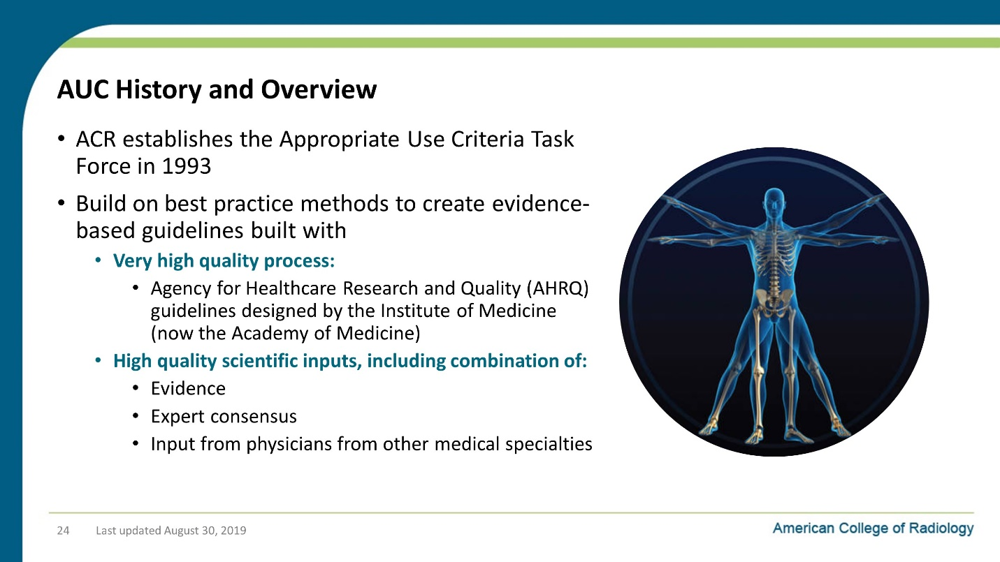 AUC History and Overview
• ACR establishes the Appropriate Use Criteria Task
Force in 1993
• Build on best practice methods to create evidence-
based guidelines built with
• Very high quality process:
• Agency for Healthcare Research and Quality (AHRQ)
guidelines designed by the Institute of Medicine
(now the Academy of Medicine)
• High quality scientific inputs, including combination of:
• Evidence
• Expert consensus
• Input from physicians from other medical specialties
24 Last updated August 30, 2019
American College of Radiology